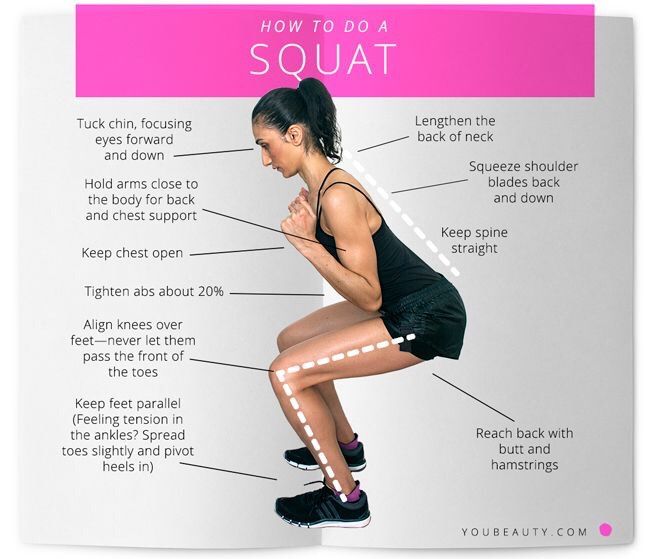 HOW TO DO A
SQUAT
Tuck chin, focusing
eyes forward
and down
Hold arms close to
the body for back
and chest support
Keep chest open
Tighten abs about 20%
Align knees over
feet—never let them
pass the front of
the toes
Keep feet parallel
(Feeling tension in
the ankles? Spread
toes slightly and pivot
heels in)
Lengthen the
back of neck
Squeeze shoulder
blades back
and down
Keep spine
straight
Reach back with
butt and
hamstrings
YOUBEAUTY.COM